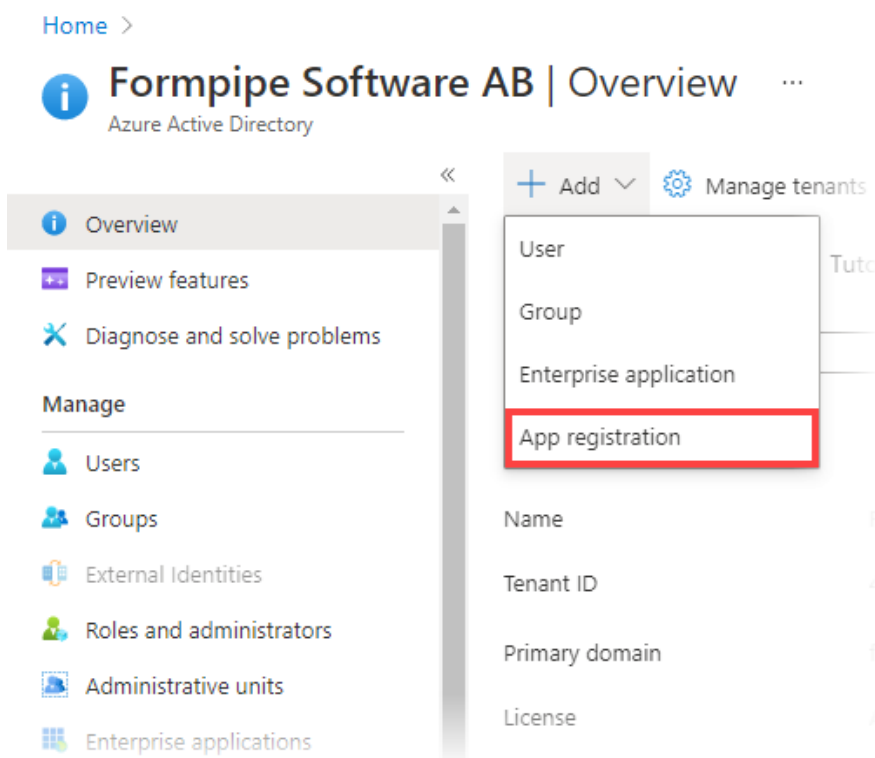 Home >
Formpipe Software AB | Overview ...
Azure Active Directory
«
Overview
Preview features
Diagnose and solve problems
Manage
Users
Groups
External Identities
Roles and administrators
Administrative units
Enterprise applications
+ Add Manage tenants
User
Group
Enterprise application
App registration
Name
Tenant ID
Primary domain
License